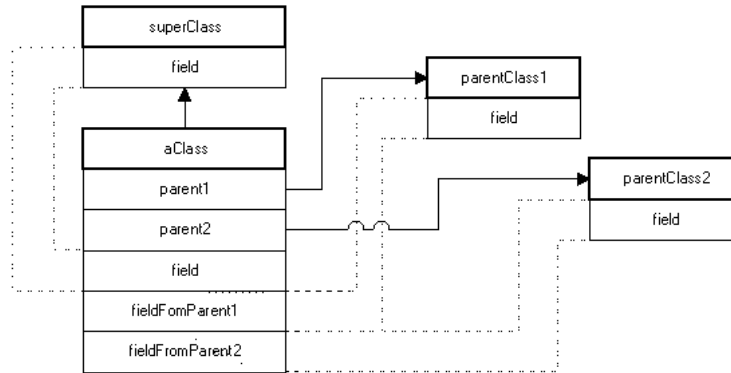 superClass
field
parentClass1
field
aClass
parent1
parent2
field
fieldFomParent1
fieldFromParent2
parentClass2
field